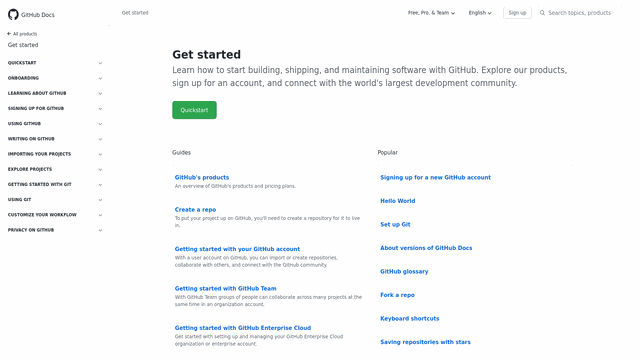 GitHub Docs
Get started
Free, Pro, & Team
English
Sign up
Search topics, products
All products
Get started
QUICKSTART
ONBOARDING
LEARNING ABOUT GITHUB
SIGNING UP FOR GITHUB
USING GITHUB
WRITING ON GITHUB
IMPORTING YOUR PROJECTS
EXPLORE PROJECTS
GETTING STARTED WITH GIT
USING GIT
CUSTOMIZE YOUR WORKFLOW
PRIVACY ON GITHUB
Get started
Learn how to start building, shipping, and maintaining software with GitHub. Explore our products,
sign up for an account, and connect with the world's largest development community.
Quickstart
Guides
GitHub's products
An overview of GitHub's products and pricing plans.
Create a repo
To put your project up on GitHub, you'll need to create a repository for it to live
in.
Getting started with your GitHub account
With a user account on GitHub, you can import or create repositories,
collaborate with others, and connect with the GitHub community.
Getting started with GitHub Team
With GitHub Team groups of people can collaborate across many projects at the
same time in an organization account.
Getting started with GitHub Enterprise Cloud
Get started with setting up and managing your GitHub Enterprise Cloud
organization or enterprise account.
Popular
Signing up for a new GitHub account
Hello World
Set up Git
About versions of GitHub Docs
GitHub glossary
Fork a repo
Keyboard shortcuts
Saving repositories with stars